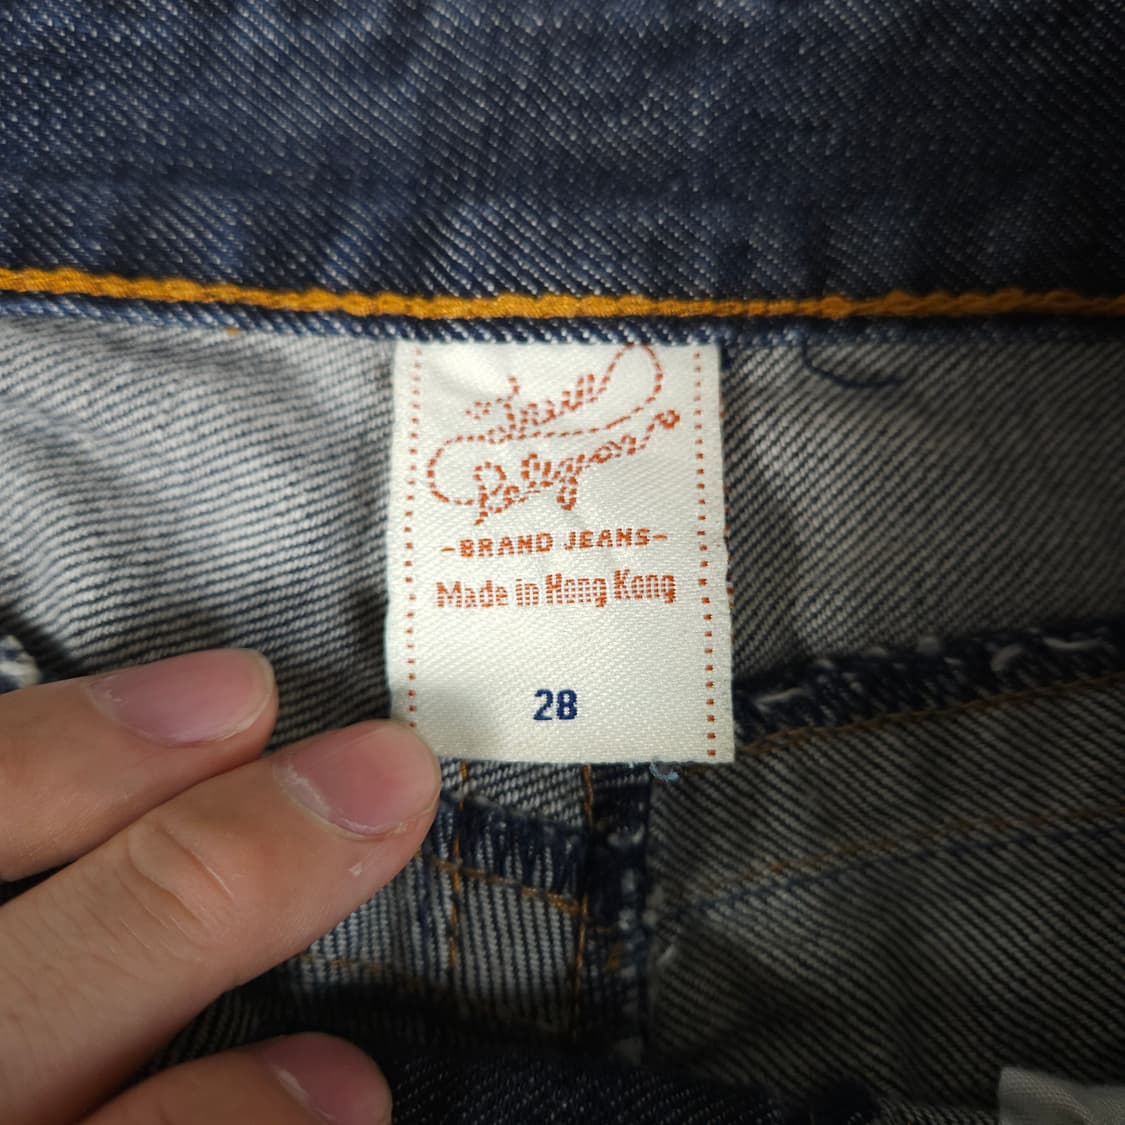 -BRAND JEANS-
Made in Hong Kong
28